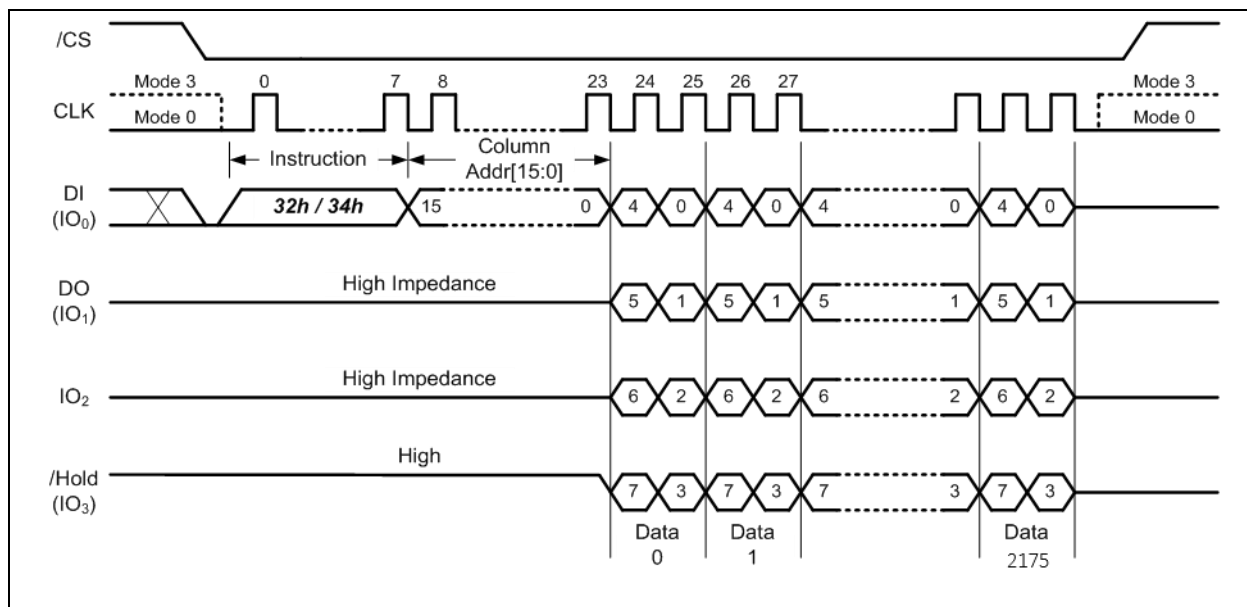 /CS
Mode 3 0 7 8 23 24 25 26 27 Mode 3
CLK
Mode 0 Mode 0
Instruction Column
Addr[15:0]
DI
(IO0) 32h / 34h 15 0 4 0 4 0 4 0 4 0
DO
(IO1) High Impedance 5 1 5 1 5 1 5 1
IO2 High Impedance 6 2 6 2 6 2 6 2
/Hold
(IO3) High 7 3 7 3 7 3 7 3
Data Data Data
0 1 2175